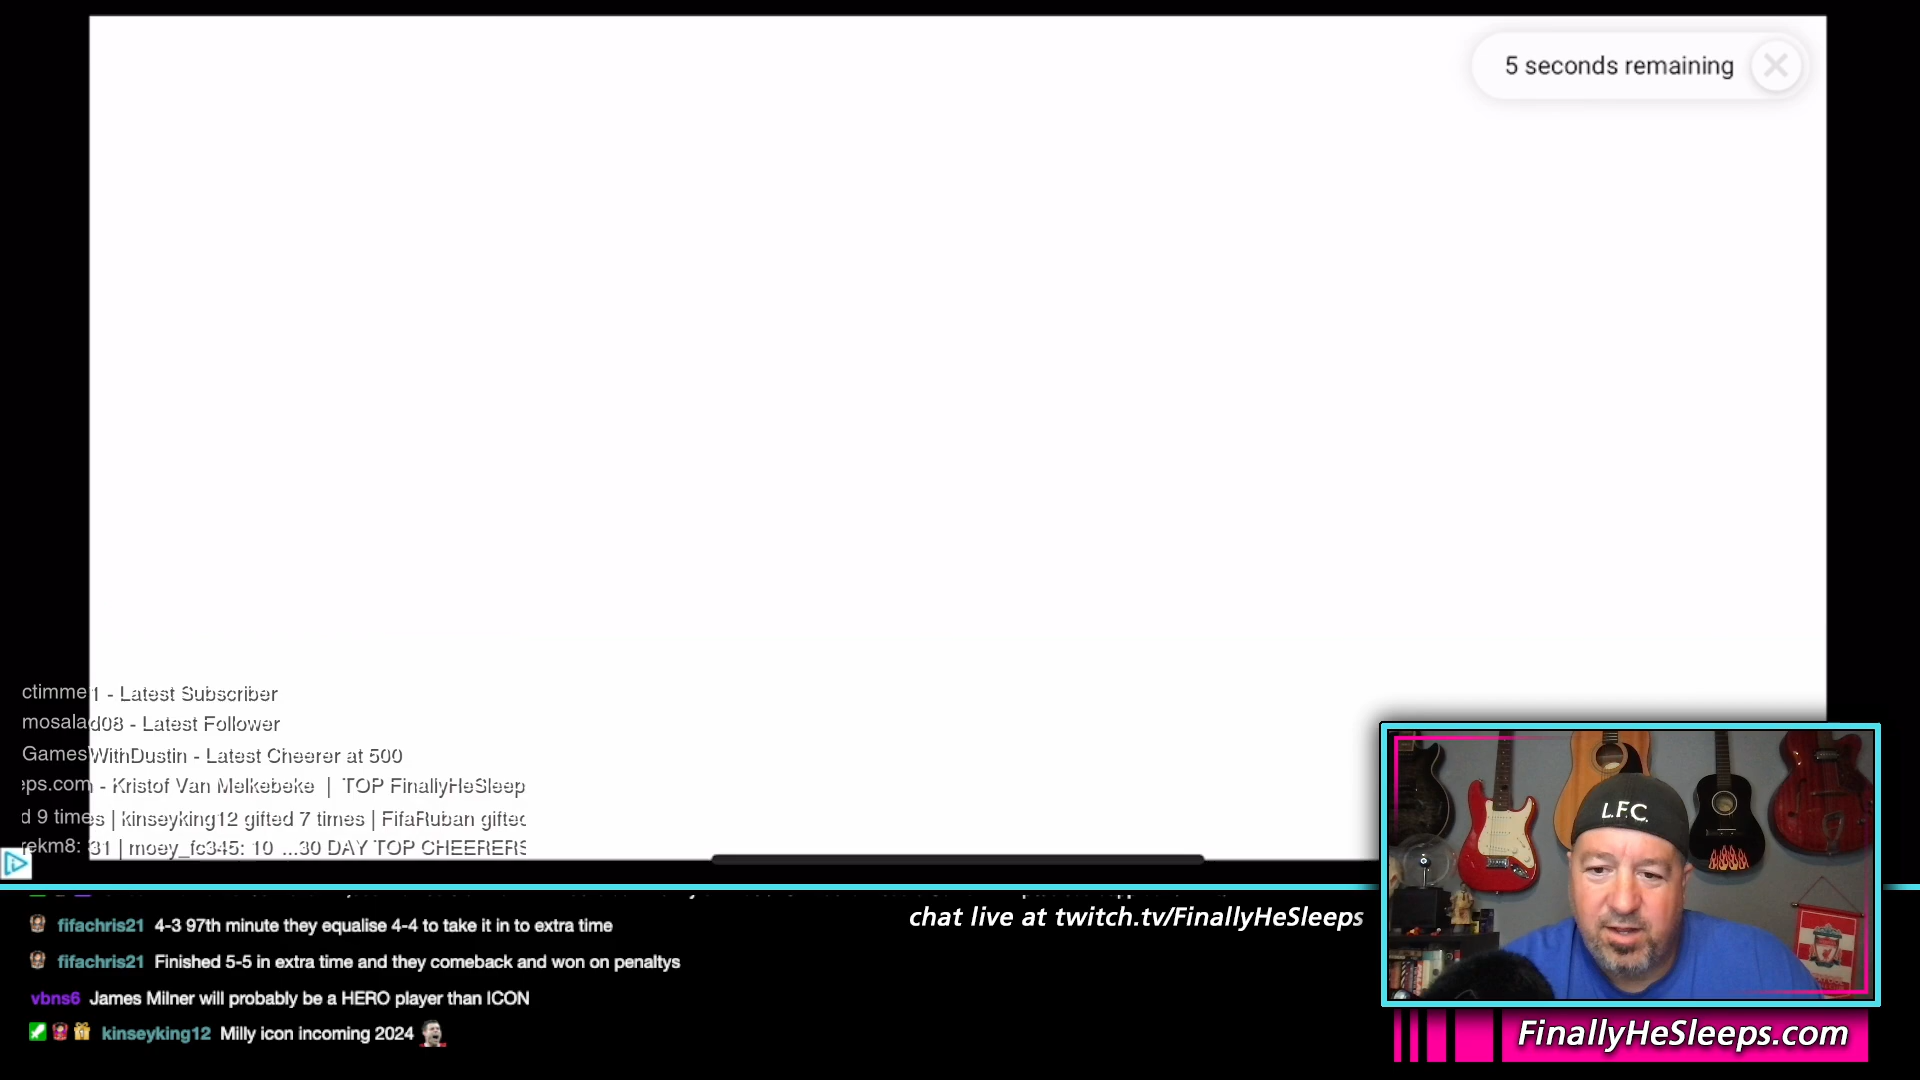 5 seconds remaining
ctimme1 - Latest Subscriber
mosalad08 - Latest Follower
GamesWithDustin - Latest Cheerer at 500
eps.com - Kristof Van Melkebeke | TOP FinallyHeSleep
d 9 times | kinseyking12 gifted 7 times | FifaRuban gifted
rekm8: 31 | moey_fc345: 10 ...30 DAY TOP CHEERERS
chat live at twitch.tv/FinallyHeSleeps
fifachris21 4-3 97th minute they equalise 4-4 to take it in to extra time
fifachris21 Finished 5-5 in extra time and they comeback and won on penaltys
vbns6 James Milner will probably be a HERO player than ICON
kinseyking12 Milly icon incoming 2024
L.F.C.
FinallyHeSleeps.com